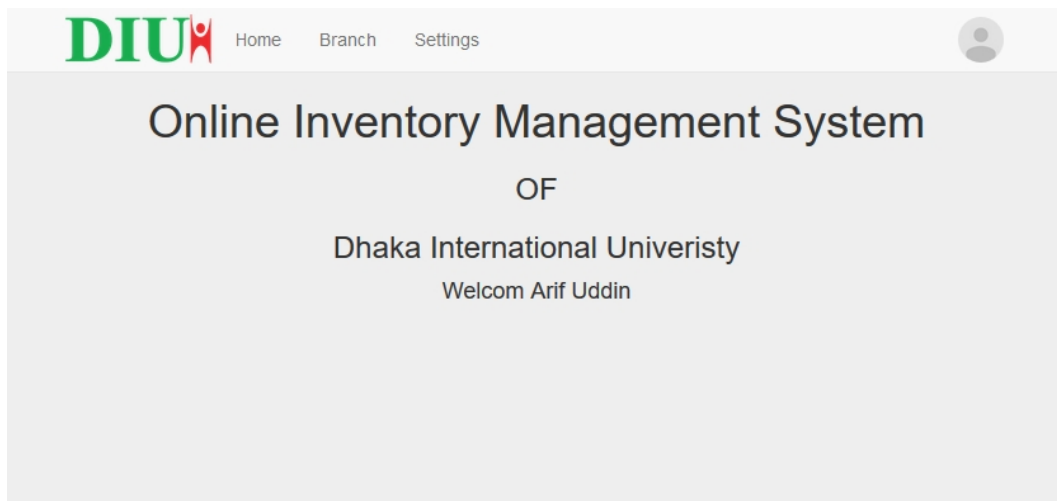 DIU Home Branch Settings
Online Inventory Management System
OF
Dhaka International Univeristy
Welcom Arif Uddin